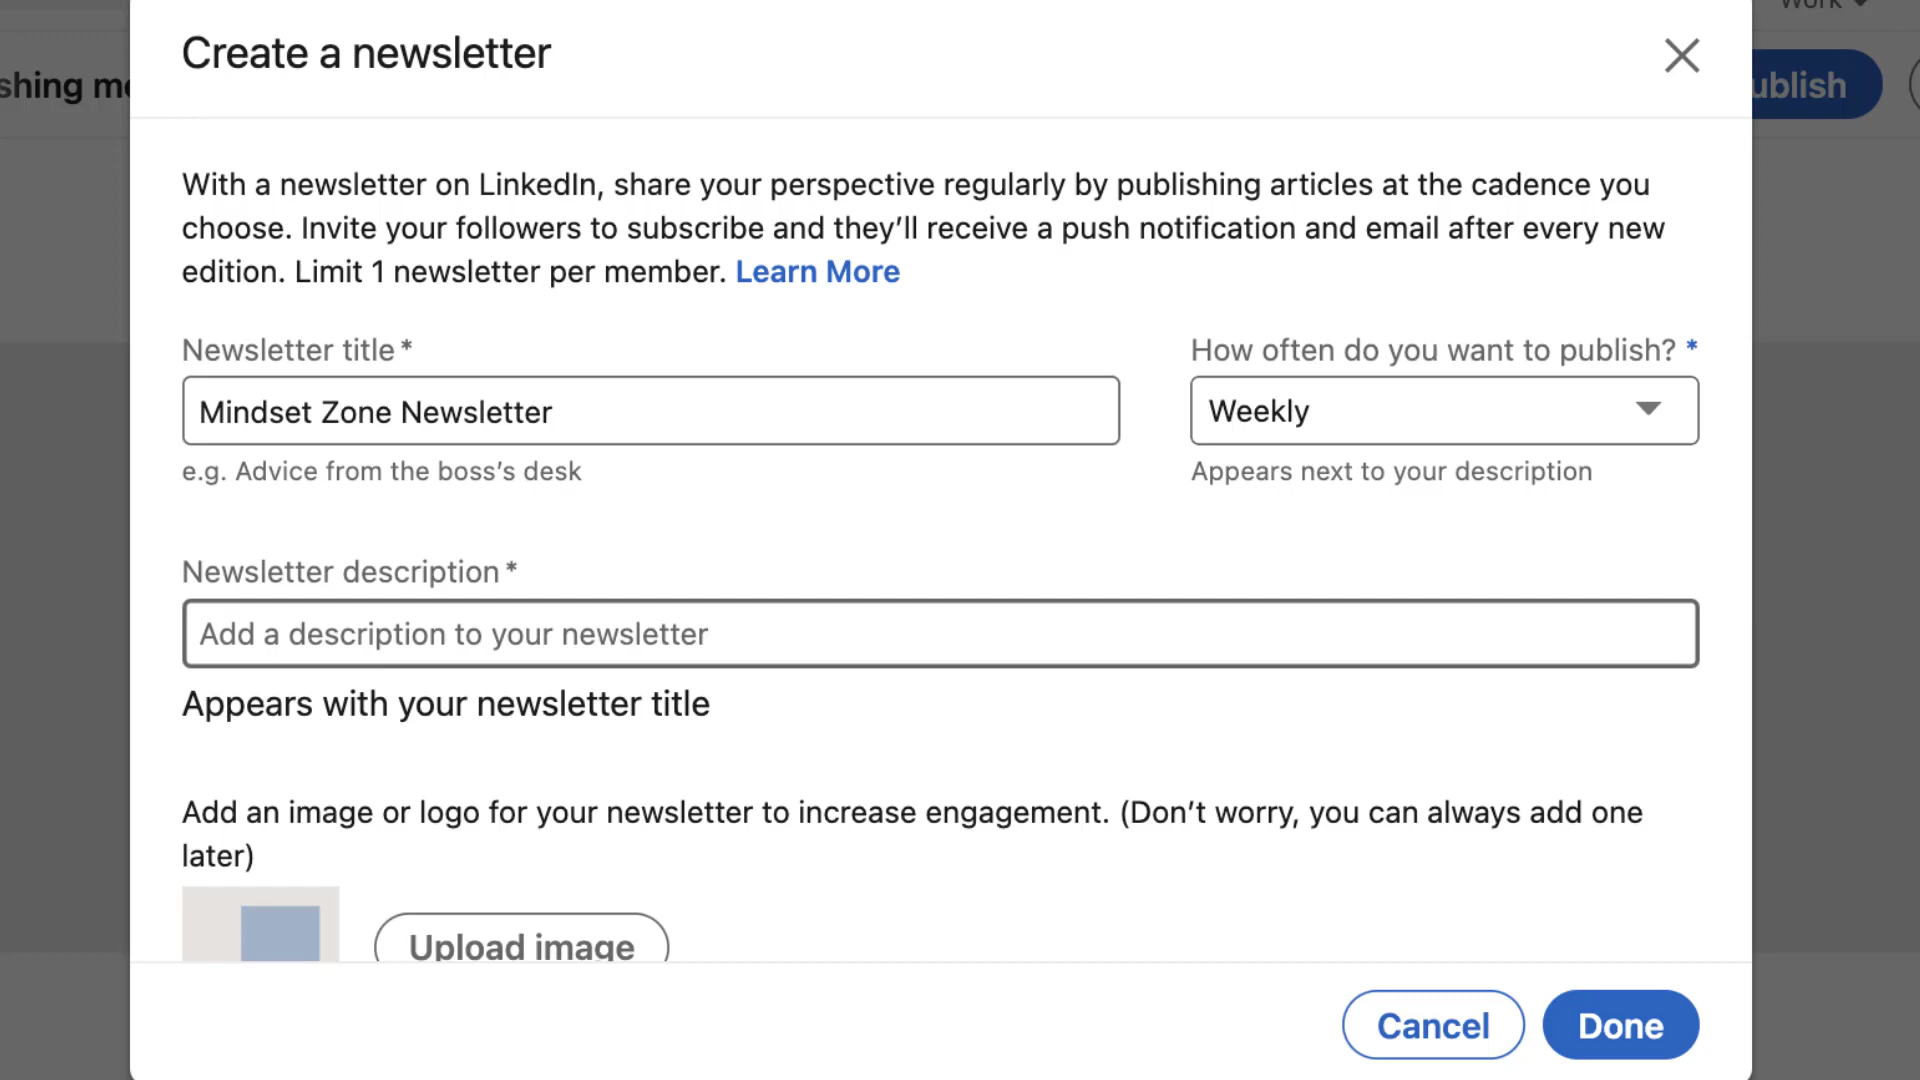 Work
Create a newsletter
shing me
ublish
With a newsletter on LinkedIn, share your perspective regularly by publishing articles at the cadence you
choose. Invite your followers to subscribe and they’ll receive a push notification and email after every new
edition. Limit 1 newsletter per member. Learn More
Newsletter title*
How often do you want to publish? *
Mindset Zone Newsletter
Weekly
e.g. Advice from the boss’s desk
Appears next to your description
Newsletter description*
Add a description to your newsletter
Appears with your newsletter title
Add an image or logo for your newsletter to increase engagement. (Don’t worry, you can always add one
later)
Upload image
Cancel
Done